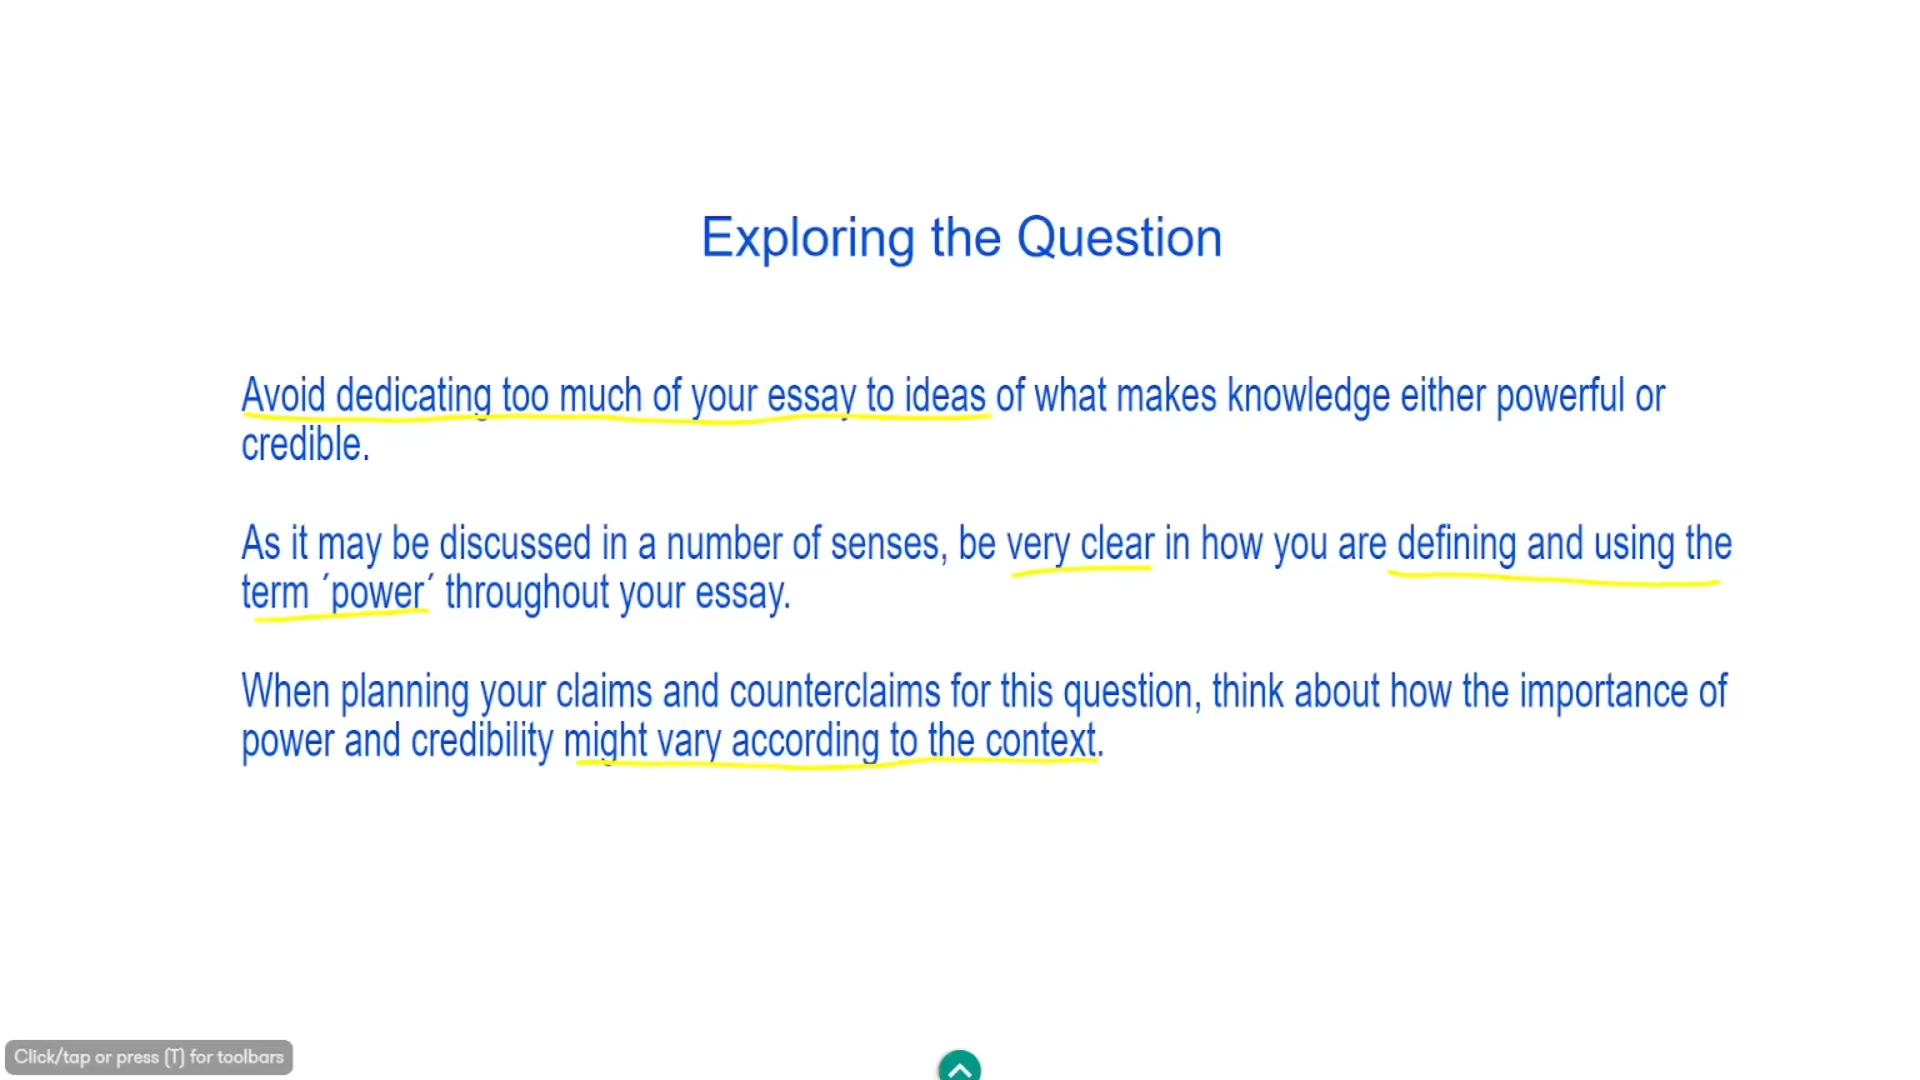 Exploring the Question
Avoid dedicating too much of your essay to ideas of what makes knowledge either powerful or
credible.
As it may be discussed in a number of senses, be very clear in how you are defining and using the
term ´power´ throughout your essay.
When planning your claims and counterclaims for this question, think about how the importance of
power and credibility might vary according to the context.
Click/tap or press (T) for toolbars